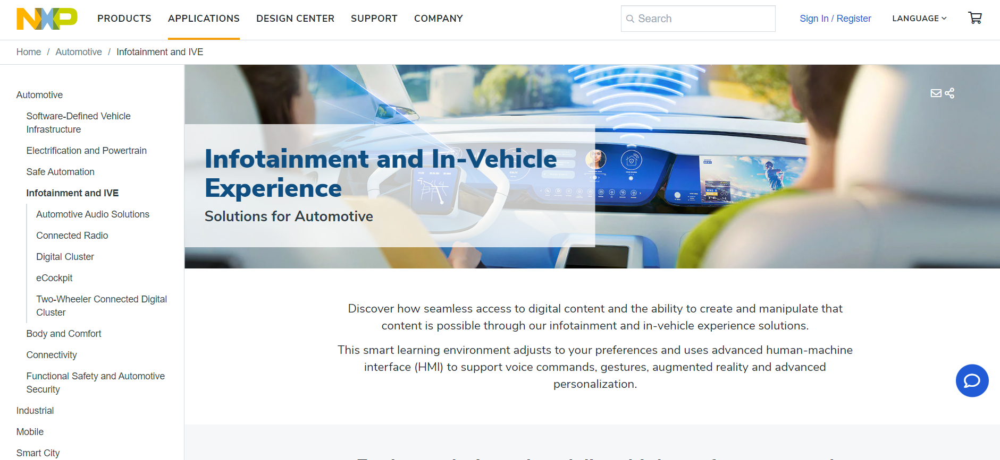 NXP
PRODUCTS
APPLICATIONS
DESIGN CENTER
SUPPORT
COMPANY
Search
Sign In / Register
LANGUAGE
Home / Automotive / Infotainment and IVE
Automotive
Software-Defined Vehicle
Infrastructure
Electrification and Powertrain
Safe Automation
Infotainment and IVE
Automotive Audio Solutions
Connected Radio
Digital Cluster
eCockpit
Two-Wheeler Connected Digital
Cluster
Body and Comfort
Connectivity
Functional Safety and Automotive
Security
Industrial
Mobile
Smart City
Infotainment and In-Vehicle
Experience
Solutions for Automotive
Discover how seamless access to digital content and the ability to create and manipulate that
content is possible through our infotainment and in-vehicle experience solutions.
This smart learning environment adjusts to your preferences and uses advanced human-machine
interface (HMI) to support voice commands, gestures, augmented reality and advanced
personalization.